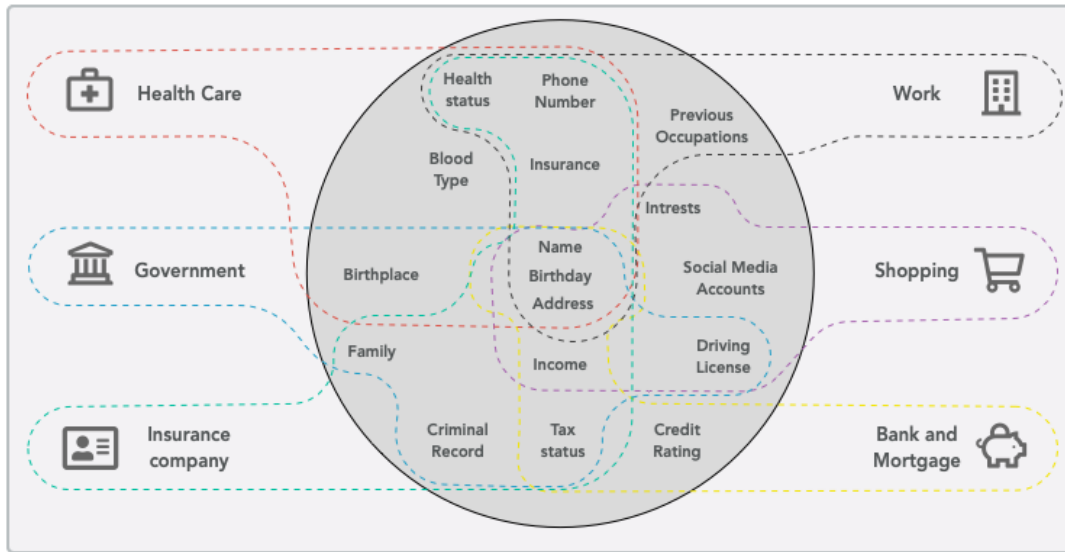 Health Care
Government
Insurance
company
Health
status
Phone
Number
Previous
Occupations
Blood
Type
Insurance
Intrests
Name
Birthday
Address
Birthplace
Social Media
Accounts
Family
Income
Driving
License
Criminal
Record
Tax
status
Credit
Rating
Work
Shopping
Bank and
Mortgage